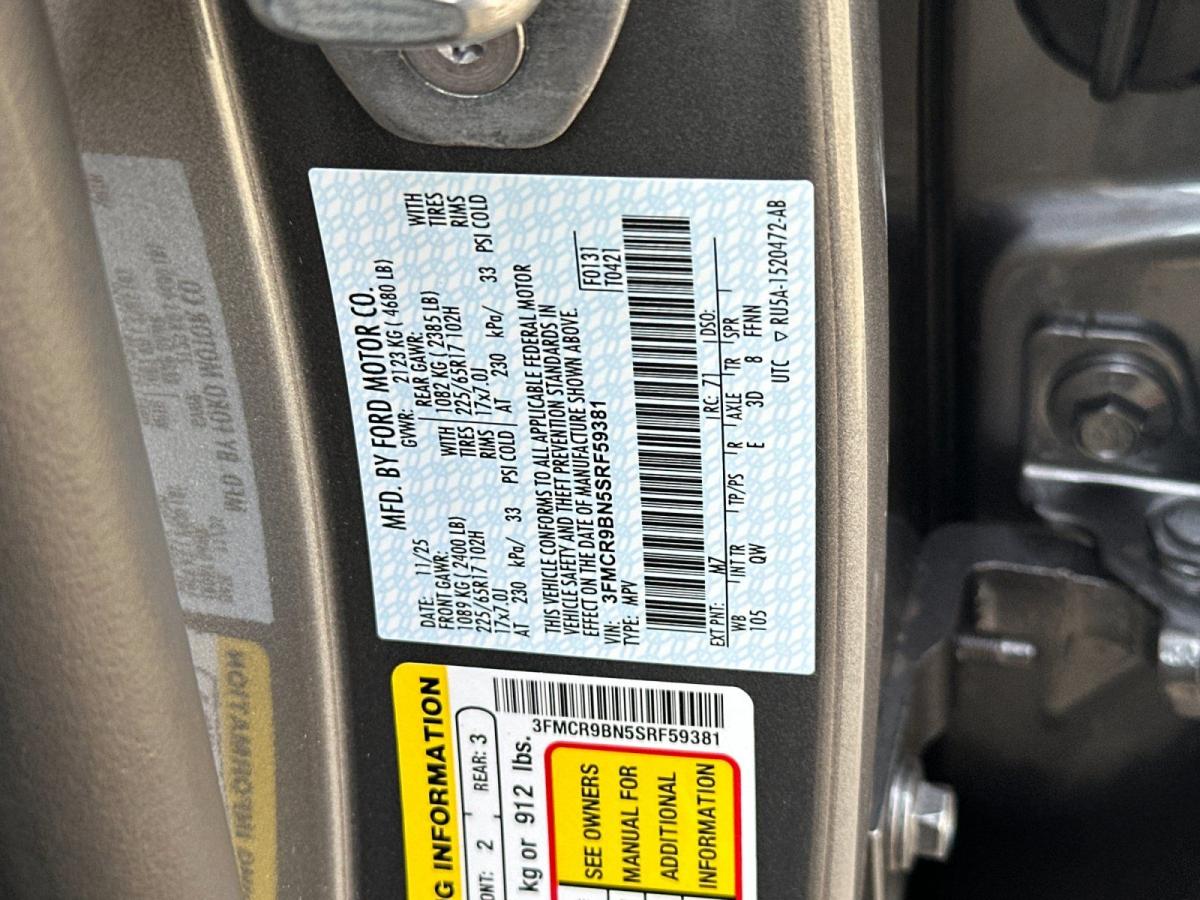 MFD. BY FORD MOTOR CO.
DATE: 11/25 GVWR: 2123 KG ( 4680 LB)
FRONT GAWR: REAR GAWR:
1089 KG ( 2400 LB) WITH 1082 KG ( 2385 LB) WITH
225/65R17 102H TIRES 225/65R17 102H TIRES
17x7.0J RIMS 17x7.0J RIMS
AT 230 kPa/ 33 PSI COLD AT 230 kPa/ 33 PSI COLD
THIS VEHICLE CONFORMS TO ALL APPLICABLE FEDERAL MOTOR
VEHICLE SAFETY AND THEFT PREVENTION STANDARDS IN
EFFECT ON THE DATE OF MANUFACTURE SHOWN ABOVE.
VIN: 3FMCR9BN5SRF59381
TYPE: MPV
F0131
T0421
EXT PNT: M7 RC: 71 DSO:
WB INT TR TP/PS R AXLE TR SPR
105 QW E 3D 8 FFNN
UTC ▽ RU5A-1520472-AB
G INFORMATION
ONT: 2 REAR: 3
kg or 912 lbs.
3FMCR9BN5SRF59381
SEE OWNERS
MANUAL FOR
ADDITIONAL
INFORMATION